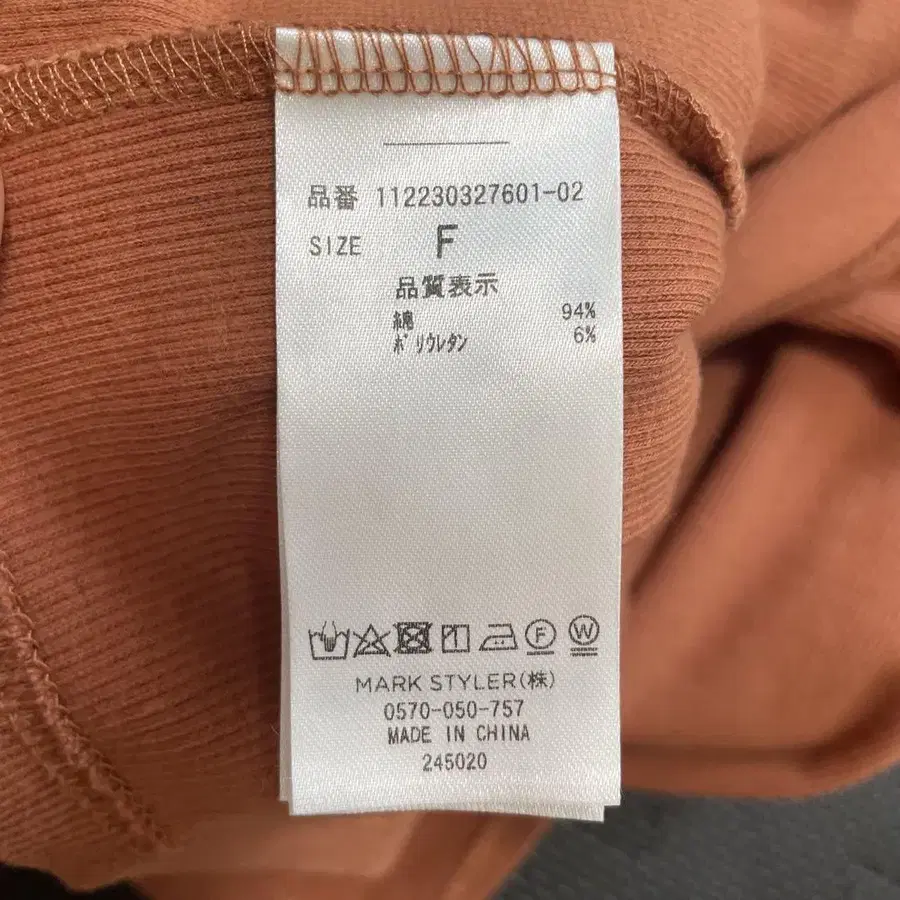 品番 112230327601-02
SIZE F
品質表示
綿 94%
ポリウレタン 6%
F W
MARK STYLER(株)
0570-050-757
MADE IN CHINA
245020